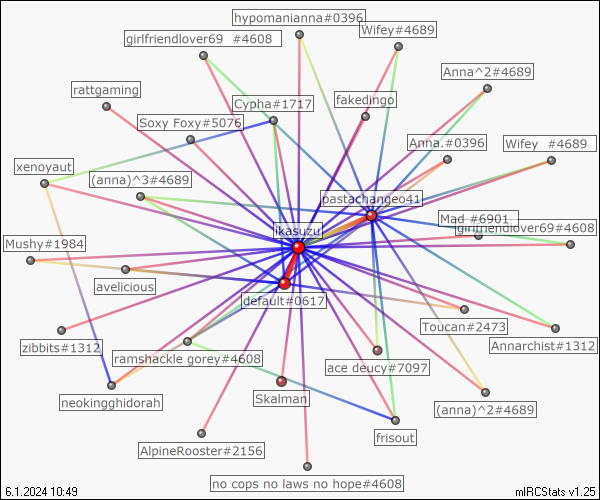 hypomanianna#0396
Wifey#4689
girlfriendlover69 #4608
Anna^2#4689
rattgaming
Cypha#1717
fakedingo
Soxy Foxy#5076
Anna.#0396
Wifey #4689
xenoyaut
(anna)^3#4689
pastachangeo41
Mad #6901
ikasuzu
girlfriendlover69#4608
Mushy#1984
avelicious
default#0617
Toucan#2473
zibbits#1312
Annarchist#1312
ramshackle gorey#4608
ace deucy#7097
neokingghidorah
Skalman
(anna)^2#4689
frisout
AlpineRooster#2156
no cops no laws no hope#4608
6.1.2024 10:49
mIRCStats v1.25